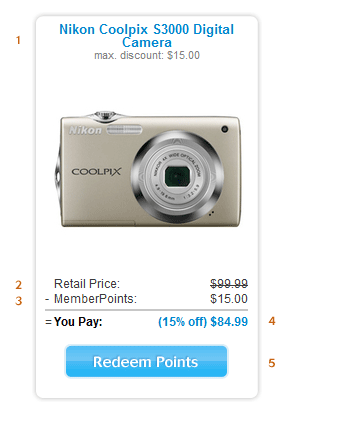 1
Nikon Coolpix S3000 Digital
Camera
max. discount: $15.00
Nikon
COOLPIX
2 Retail Price: $99.99
3 - MemberPoints: $15.00
= You Pay: (15% off) $84.99 4
Redeem Points 5